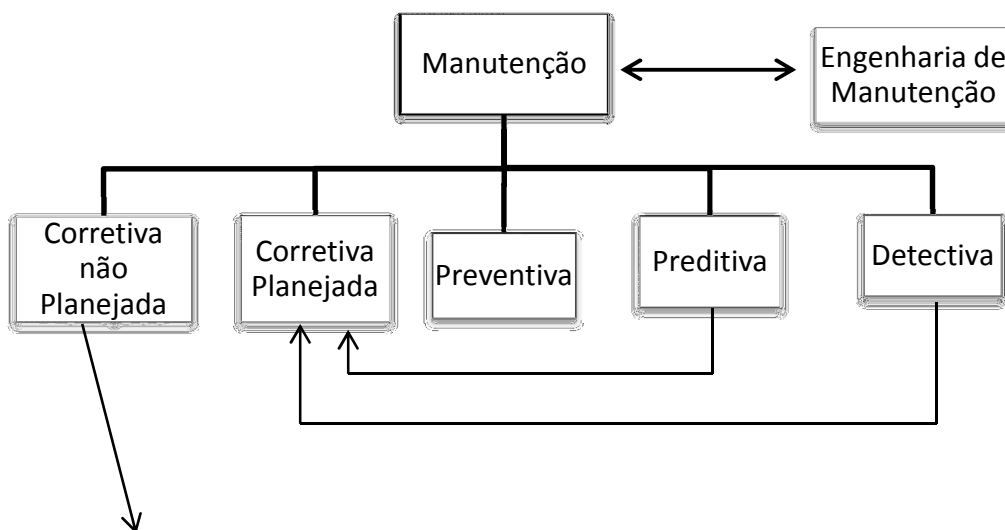 Manutenção
Engenharia de
Manutenção
Corretiva
não
Planejada
Corretiva
Planejada
Preventiva
Preditiva
Detectiva